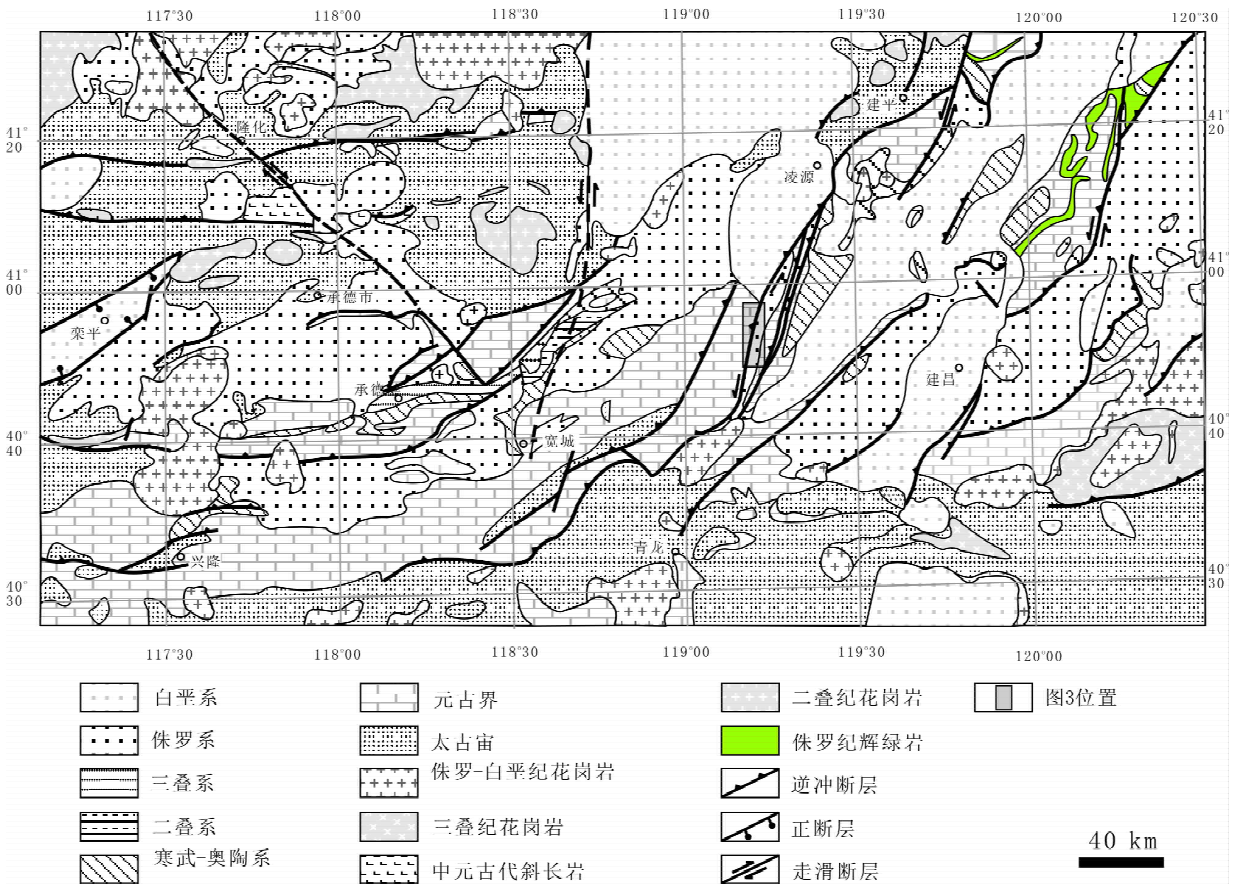 117°30 118°00 118°30 119°00 119°30 120°00 120°30
建平
隆化
41° 20
41° 20
凌源
41° 00
41° 00
承德市
栾平
建昌
承德
40° 40
宽城
40° 40
青龙
兴隆
40° 30
40° 30
117°30 118°00 118°30 119°00 119°30 120°00
白垩系 元古界 二叠纪花岗岩 图3位置
侏罗系 太古宙 侏罗纪辉绿岩
三叠系 侏罗-白垩纪花岗岩 逆冲断层
二叠系 三叠纪花岗岩 正断层
寒武-奥陶系 中元古代斜长岩 走滑断层
40 km